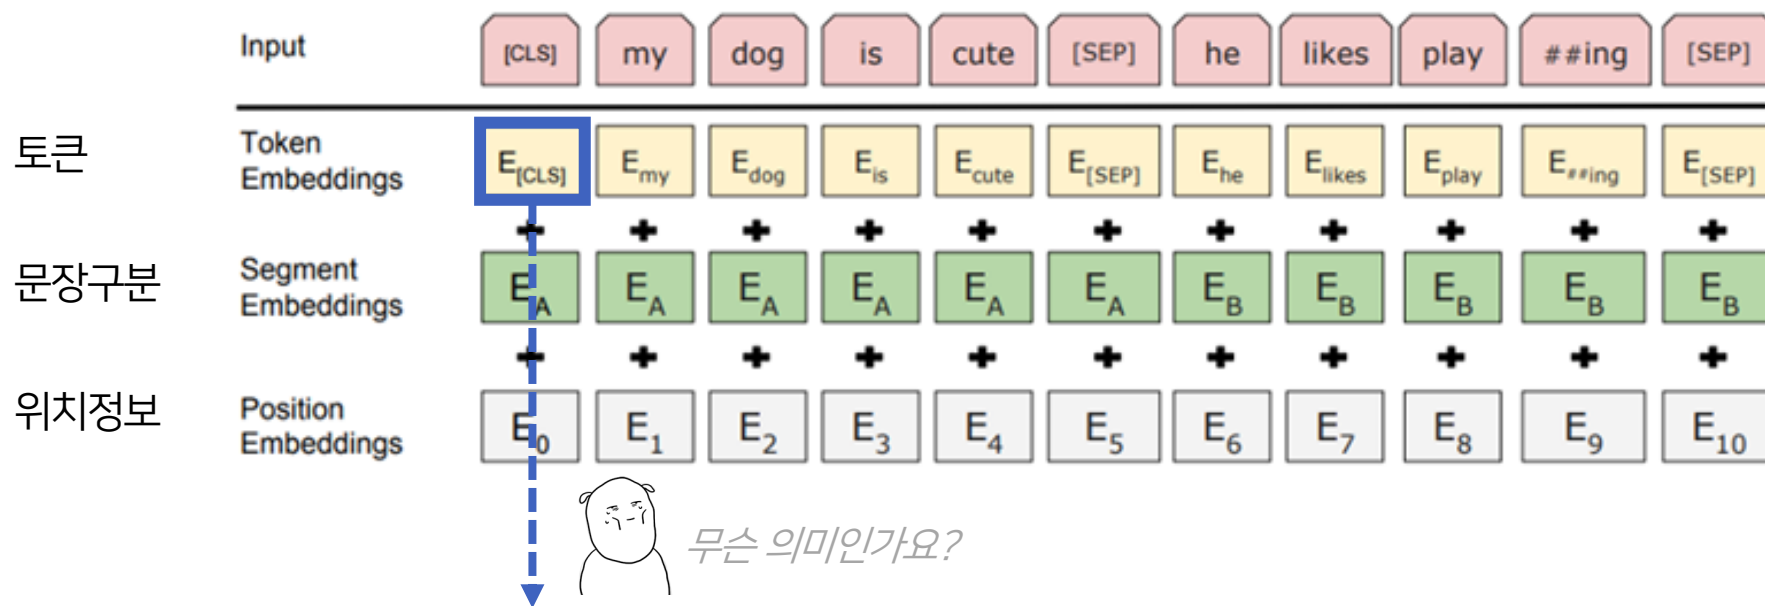 Input [CLS] my dog is cute [SEP] he likes play ##ing [SEP]
토큰 Token Embeddings E[CLS] Emy Edog Eis Ecute E[SEP] Ehe Elikes Eplay E##ing E[SEP]
+ + + + + + + + + + +
문장구분 Segment Embeddings EA EA EA EA EA EA EB EB EB EB EB
+ + + + + + + + + + +
위치정보 Position Embeddings E0 E1 E2 E3 E4 E5 E6 E7 E8 E9 E10
무슨 의미인가요?